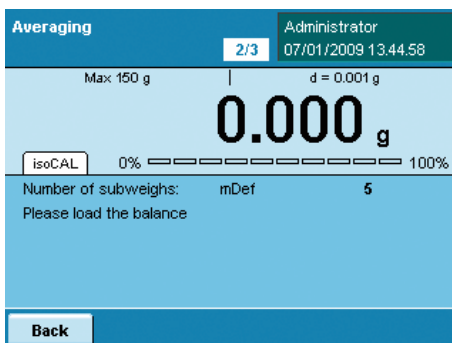 Averaging
Administrator
2/3
07/01/2009 13.44.58
Max 150 g
d = 0.001 g
0.000 g
isoCAL
0%
100%
Number of subweighs: mDef 5
Please load the balance
Back